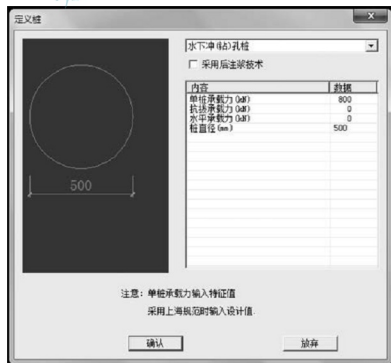 定义桩
水下冲(钻)孔桩
采用后注浆技术
内容 数据
单桩承载力(kN) 800
抗拔承载力(kN) 0
水平承载力(kN) 0
桩直径(mm) 500
500
注意: 单桩承载力输入特征值
采用上海规范时输入设计值
确认 放弃